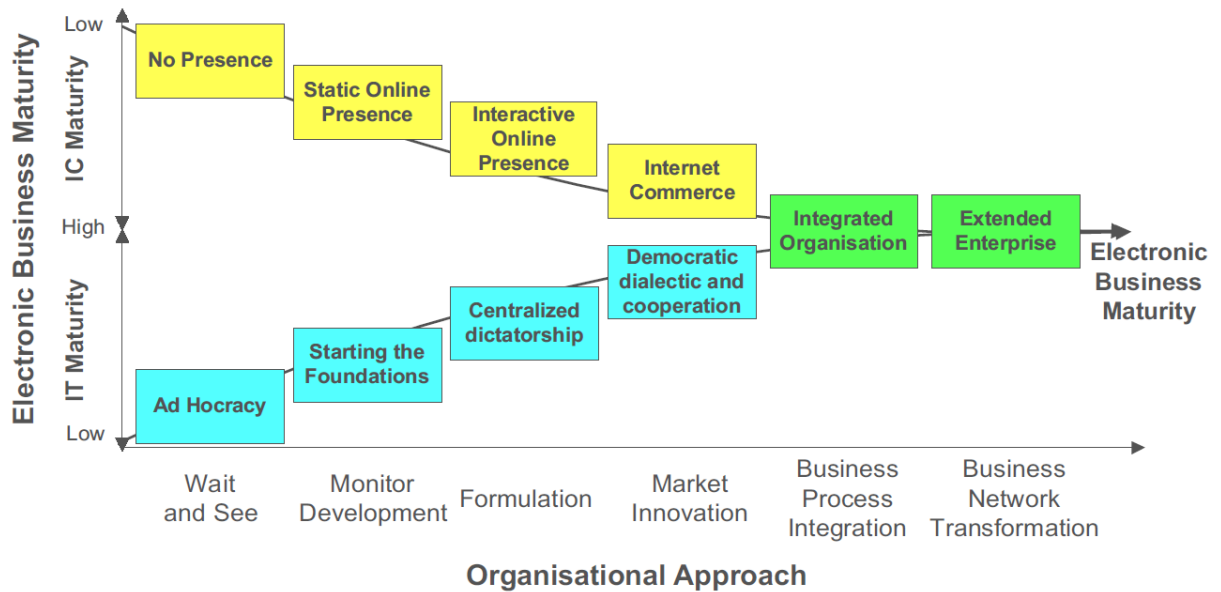 Electronic Business Maturity
IC Maturity
IT Maturity
Low
High
Low
No Presence
Static Online
Presence
Interactive
Online
Presence
Internet
Commerce
Integrated
Organisation
Extended
Enterprise
Electronic
Business
Maturity
Democratic
dialectic and
cooperation
Centralized
dictatorship
Starting the
Foundations
Ad Hocracy
Wait
and See
Monitor
Development
Formulation
Market
Innovation
Business
Process
Integration
Business
Network
Transformation
Organisational Approach